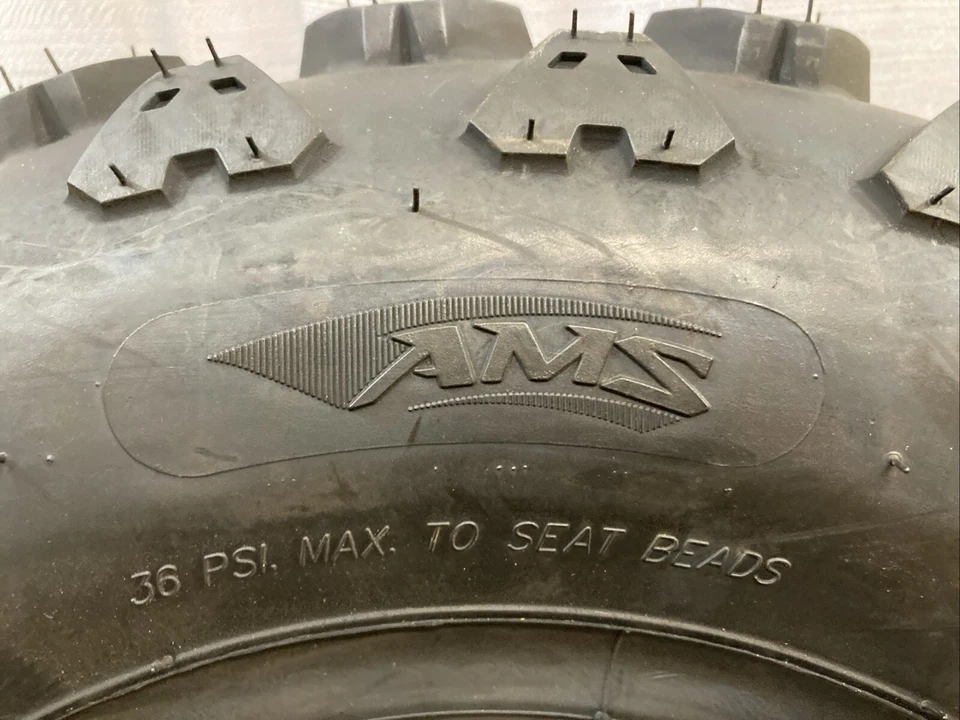 AMS
36 PSI. MAX. TO SEAT BEADS